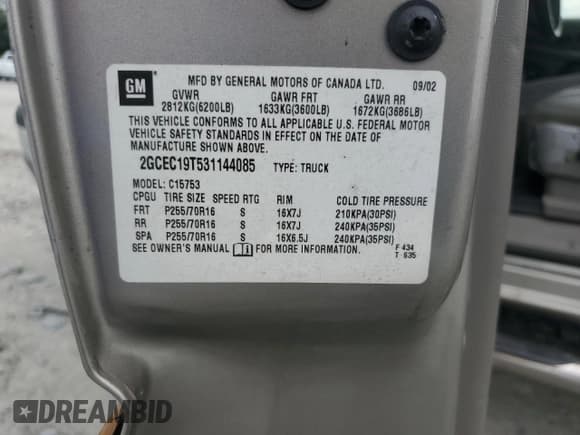 GM
MFD BY GENERAL MOTORS OF CANADA LTD. 09/02
GVWR GAWR FRT GAWR RR
2812KG(6200LB) 1633KG(3600LB) 1672KG(3686LB)
THIS VEHICLE CONFORMS TO ALL APPLICABLE U.S. FEDERAL MOTOR
VEHICLE SAFETY STANDARDS IN EFFECT ON THE DATE OF
MANUFACTURE SHOWN ABOVE.
2GCEC19T531144085 TYPE: TRUCK
MODEL: C15753
CPGU TIRE SIZE SPEED RTG RIM COLD TIRE PRESSURE
FRT P255/70R16 S 16X7J 210KPA(30PSI)
RR P255/70R16 S 16X7J 240KPA(35PSI)
SPA P255/70R16 S 16X6.5J 240KPA(35PSI)
SEE OWNER'S MANUAL FOR MORE INFORMATION.
F 434
T 635
DREAMBID